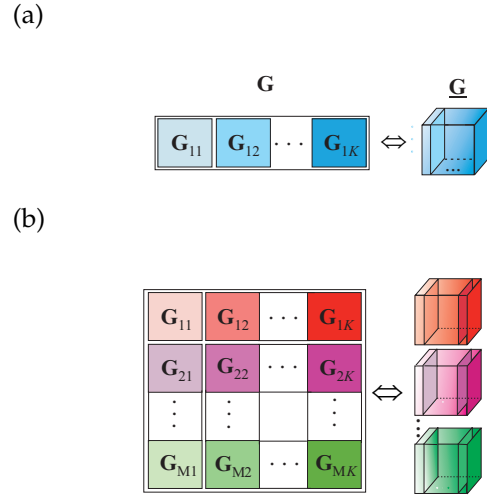 (a)
G G
G11 G12 · · · G1K ⇔
(b)
G11 G12 · · · G1K
G21 G22 · · · G2K ⇔
GM1 GM2 · · · GMK